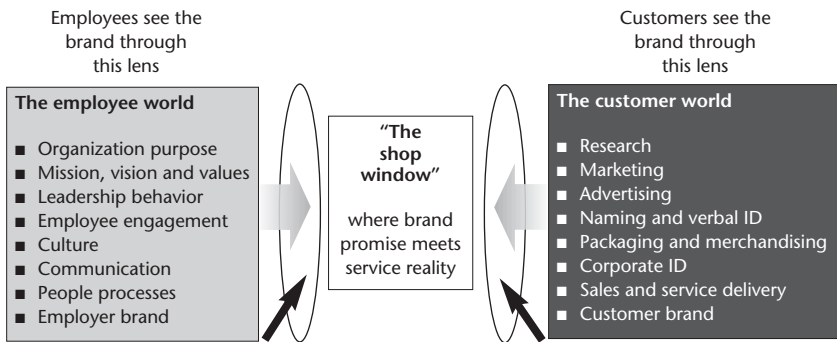 Employees see the
brand through
this lens
Customers see the
brand through
this lens
The employee world
■ Organization purpose
■ Mission, vision and values
■ Leadership behavior
■ Employee engagement
■ Culture
■ Communication
■ People processes
■ Employer brand
“The
shop
window”
where brand
promise meets
service reality
The customer world
■ Research
■ Marketing
■ Advertising
■ Naming and verbal ID
■ Packaging and merchandising
■ Corporate ID
■ Sales and service delivery
■ Customer brand